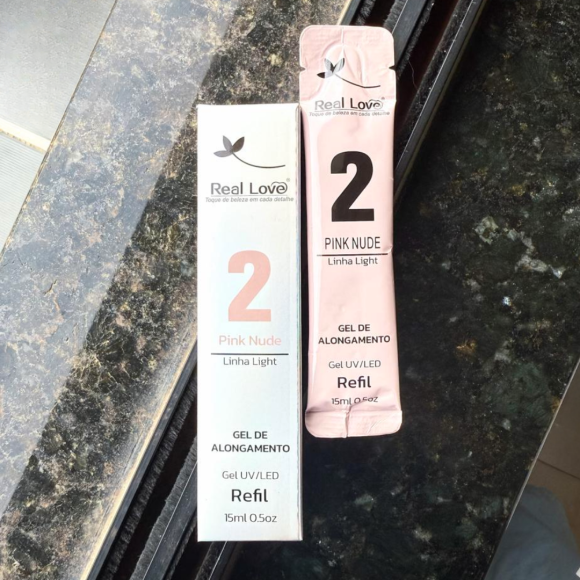 Real Love®
Toque de beleza em cada detalhe
2
Pink Nude
Linha Light
GEL DE
ALONGAMENTO
Gel UV/LED
Refil
15ml 0.5oz
Real Love®
Toque de beleza em cada detalhe
2
PINK NUDE
Linha Light
GEL DE
ALONGAMENTO
Gel UV/LED
Refil
15ml 0.5oz